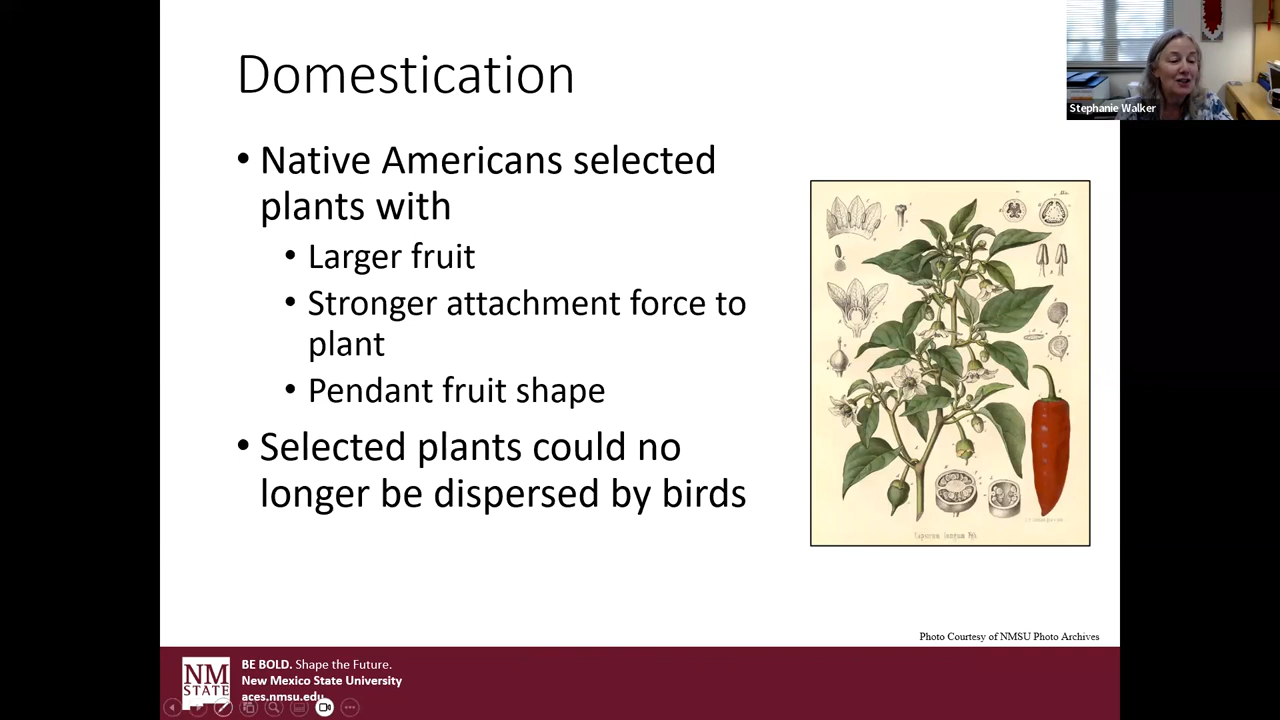 Domestication
Stephanie Walker
• Native Americans selected
plants with
• Larger fruit
• Stronger attachment force to
plant
• Pendant fruit shape
• Selected plants could no
longer be dispersed by birds
Photo Courtesy of NMSU Photo Archives
NM
STATE
BE BOLD. Shape the Future.
New Mexico State University
aces.nmsu.edu